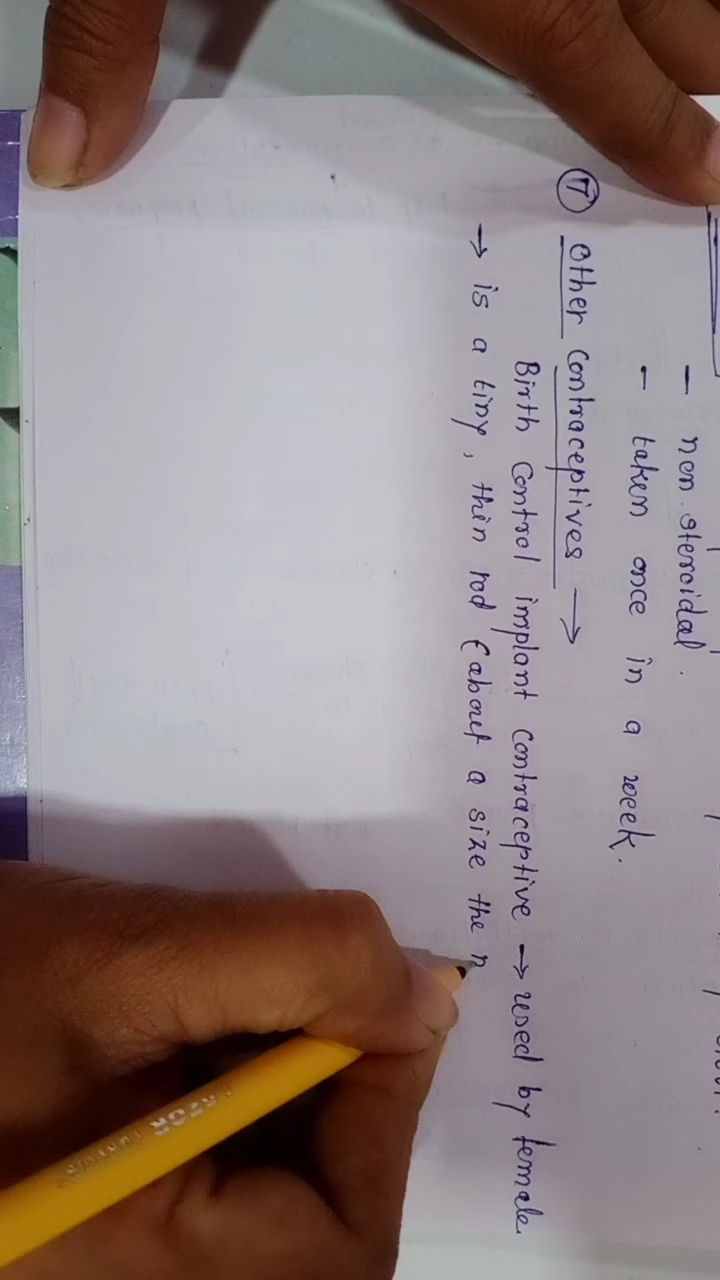 - non. steroidal.
- taken once in a week.
17 Other Contraceptives →
Birth Control implant Contraceptive → used by female.
→ is a tiny, thin rod (about a size the n